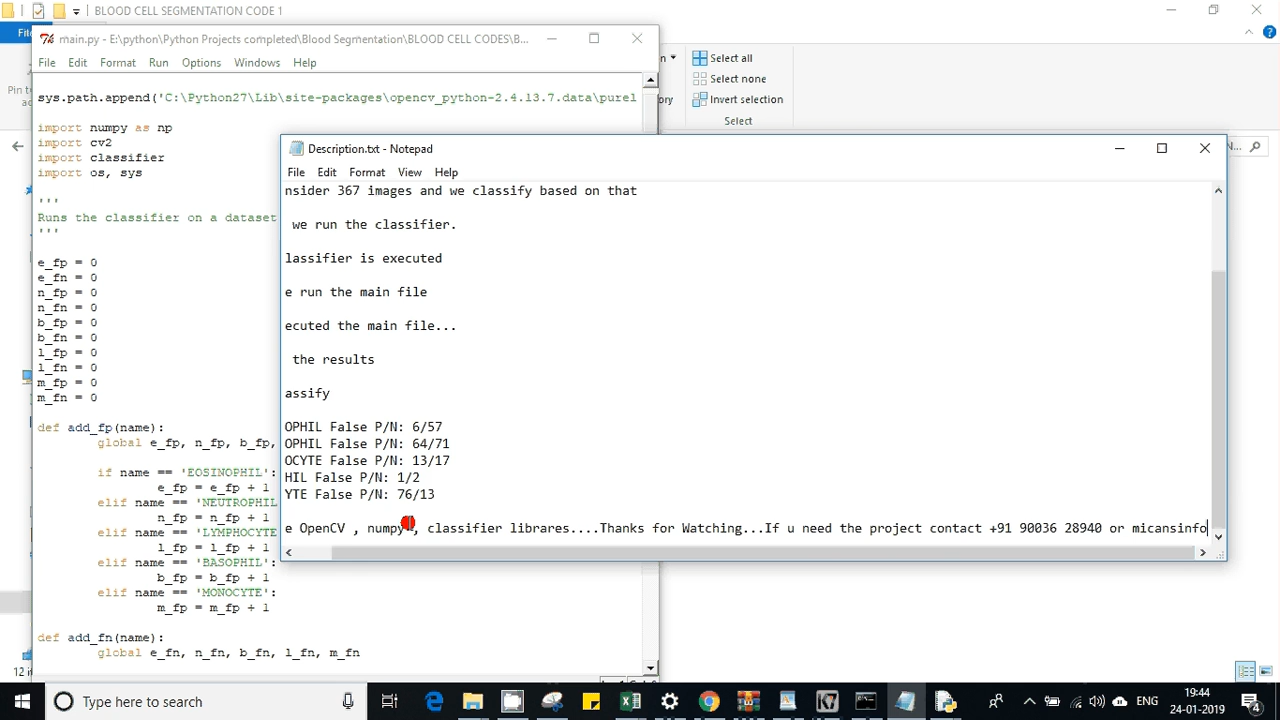 BLOOD CELL SEGMENTATION CODE 1
File
main.py - E:\python\Python Projects completed\Blood Segmentation\BLOOD CELL CODES\B...
File Edit Format Run Options Windows Help
Select all
Select none
Invert selection
Select
sys.path.append('C:\Python27\Lib\site-packages\opencv_python-2.4.13.7.data\purel
import numpy as np
import cv2
import classifier
import os, sys
'''
Runs the classifier on a dataset
'''
e_fp = 0
e_fn = 0
n_fp = 0
n_fn = 0
b_fp = 0
b_fn = 0
l_fp = 0
l_fn = 0
m_fp = 0
m_fn = 0
def add_fp(name):
global e_fp, n_fp, b_fp,
if name == 'EOSINOPHIL':
e_fp = e_fp + 1
elif name == 'NEUTROPHIL
n_fp = n_fp + 1
elif name == 'LYMPHOCYTE
l_fp = l_fp + 1
elif name == 'BASOPHIL':
b_fp = b_fp + 1
elif name == 'MONOCYTE':
m_fp = m_fp + 1
def add_fn(name):
global e_fn, n_fn, b_fn, l_fn, m_fn
Description.txt - Notepad
File Edit Format View Help
nsider 367 images and we classify based on that
we run the classifier.
lassifier is executed
e run the main file
ecuted the main file...
the results
assify
OPHIL False P/N: 6/57
OPHIL False P/N: 64/71
OCYTE False P/N: 13/17
HIL False P/N: 1/2
YTE False P/N: 76/13
e OpenCV , numpy , classifier librares....Thanks for Watching...If u need the project contact +91 90036 28940 or micansinfo
12 it
Type here to search
ENG
19:44
24-01-2019
4